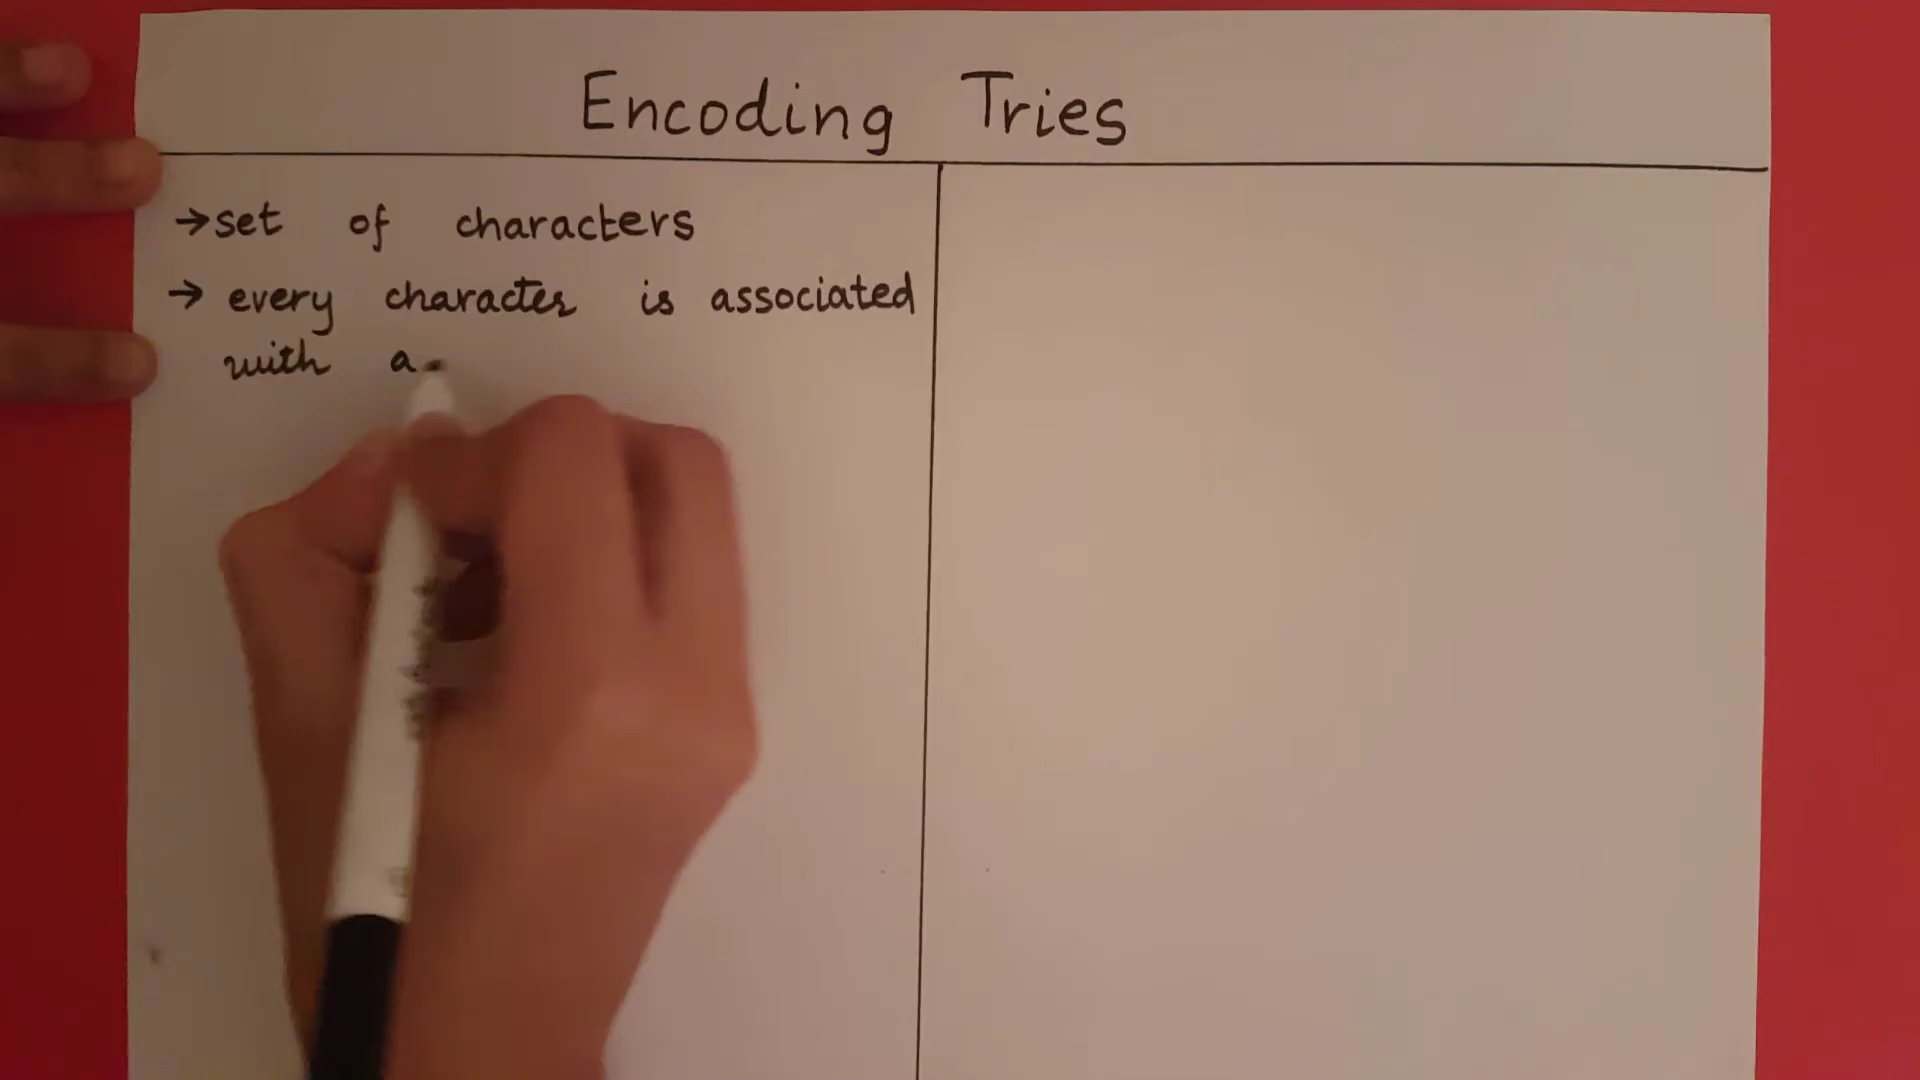 Encoding Tries
→set of characters
→ every character is associated
with a